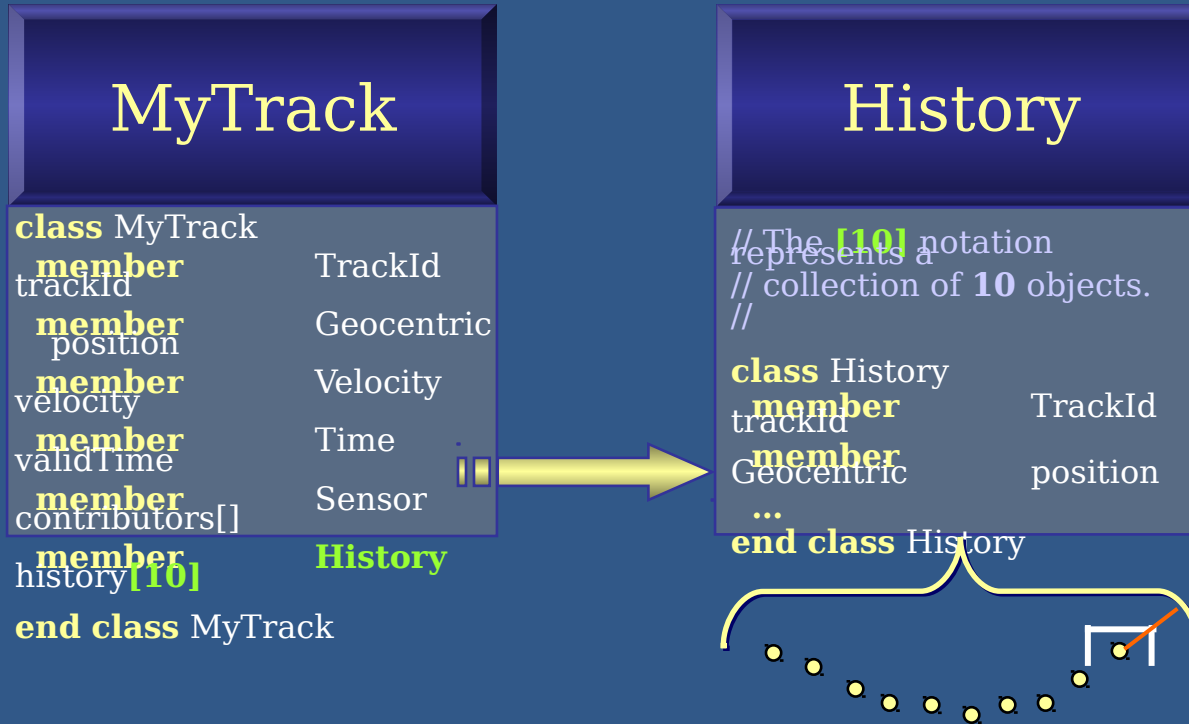 MyTrack
class MyTrack
member TrackId
trackId
member Geocentric
position
member Velocity
velocity
member Time
validTime
member Sensor
contributors[]
member History
history[10]
end class MyTrack
History
// The [10] notation
represents a
// collection of 10 objects.
//
class History
member TrackId
trackId
member
Geocentric position
...
end class History